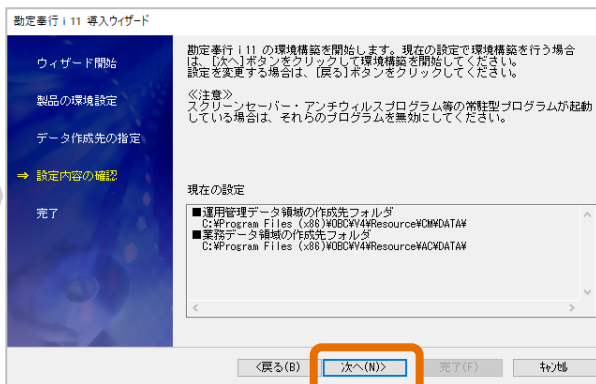 勘定奉行 i 11 導入ウィザード
ウィザード開始
製品の環境設定
データ作成先の指定
⇒ 設定内容の確認
完了
勘定奉行 i 11 の環境構築を開始します。現在の設定で環境構築を行う場合
は、[次へ]ボタンをクリックして環境構築を開始してください。
設定を変更する場合は、[戻る]ボタンをクリックしてください。
≪注意≫
スクリーンセーバー・アンチウィルスプログラム等の常駐型プログラムが起動
している場合は、それらのプログラムを無効にしてください。
現在の設定
■運用管理データ領域の作成先フォルダ
C:¥Program Files (x86)¥OBC¥V4¥Resource¥CM¥DATA¥
■業務データ領域の作成先フォルダ
C:¥Program Files (x86)¥OBC¥V4¥Resource¥AC¥DATA¥
<戻る(B) 次へ(N)> 完了(F) キャンセル